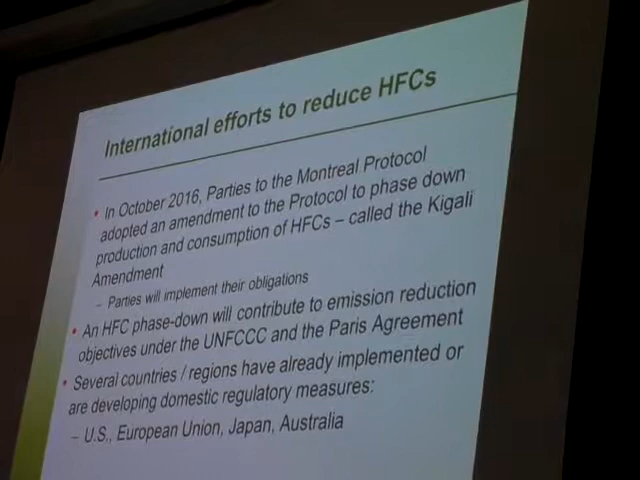 International efforts to reduce HFCs
• In October 2016, Parties to the Montreal Protocol
adopted an amendment to the Protocol to phase down
production and consumption of HFCs – called the Kigali
Amendment
– Parties will implement their obligations
• An HFC phase-down will contribute to emission reduction
objectives under the UNFCCC and the Paris Agreement
• Several countries / regions have already implemented or
are developing domestic regulatory measures:
– U.S., European Union, Japan, Australia